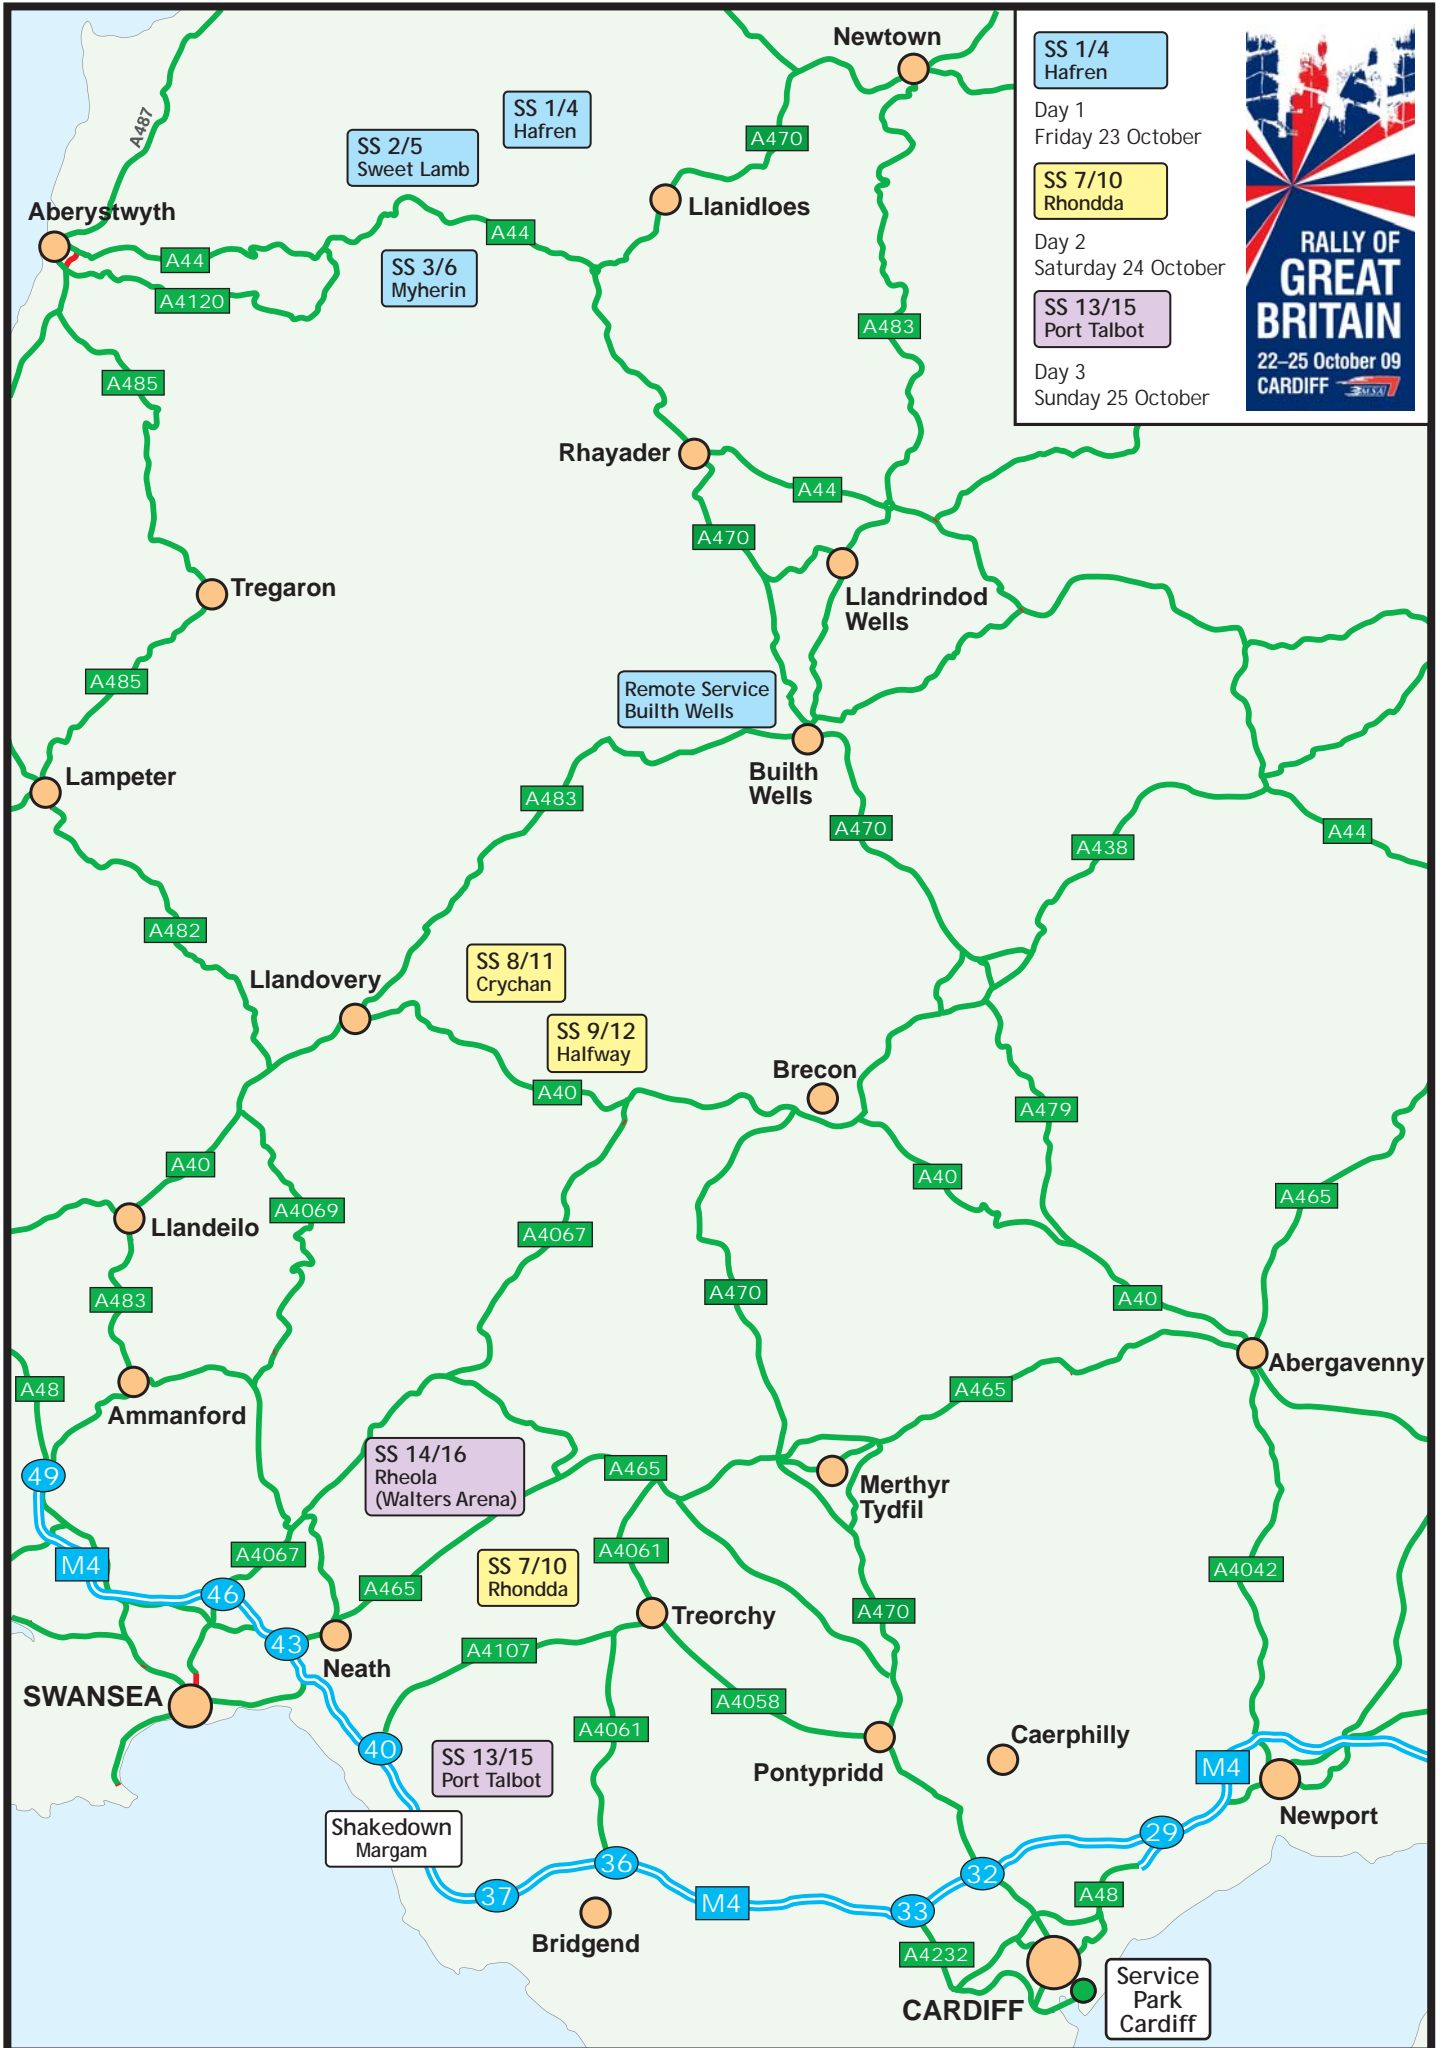 Newtown
SS 1/4
Hafren
Day 1
Friday 23 October
SS 7/10
Rhondda
Day 2
Saturday 24 October
SS 13/15
Port Talbot
Day 3
Sunday 25 October
RALLY OF
GREAT
BRITAIN
22–25 October 09
CARDIFF
MSA
A487
SS 1/4
Hafren
SS 2/5
Sweet Lamb
A470
Aberystwyth
Llanidloes
A44
A44
SS 3/6
Myherin
A4120
A483
A485
Rhayader
A44
A470
Tregaron
Llandrindod
Wells
A485
Remote Service
Builth Wells
Lampeter
Builth
Wells
A483
A470
A438
A44
A482
Llandovery
SS 8/11
Crychan
SS 9/12
Halfway
Brecon
A40
A479
A40
A40
A465
A4069
Llandeilo
A4067
A483
A470
A40
Abergavenny
A48
A465
Ammanford
SS 14/16
Rheola
(Walters Arena)
49
A465
Merthyr
Tydfil
M4
A4067
A4061
SS 7/10
Rhondda
A4042
A465
46
Treorchy
A470
43
Neath
A4107
SWANSEA
A4058
A4061
40
Caerphilly
SS 13/15
Port Talbot
Pontypridd
M4
Newport
Shakedown
Margam
29
36
32
37
M4
33
A48
Bridgend
A4232
CARDIFF
Service
Park
Cardiff